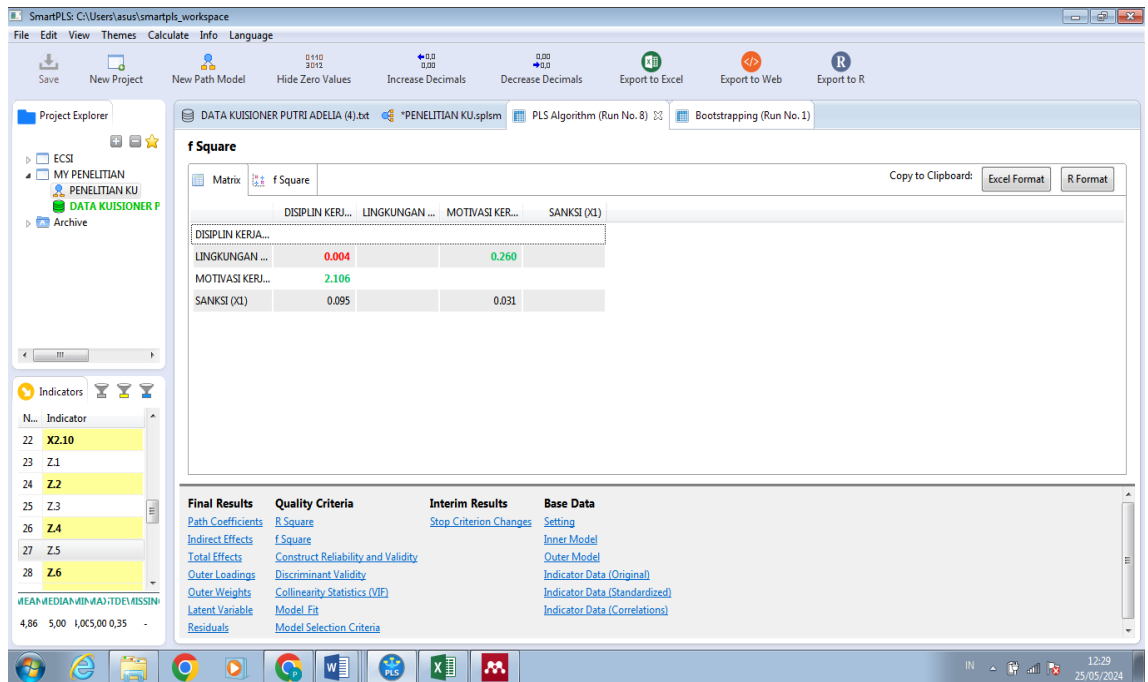 SmartPLS: C:\Users\asus\smartpls_workspace
File Edit View Themes Calculate Info Language
Save New Project New Path Model Hide Zero Values Increase Decimals Decrease Decimals Export to Excel Export to Web Export to R
Project Explorer
ECSI
MY PENELITIAN
PENELITIAN KU
DATA KUISIONER P
Archive
DATA KUISIONER PUTRI ADELIA (4).txt *PENELITIAN KU.splsm PLS Algorithm (Run No. 8) Bootstrapping (Run No. 1)
f Square
Matrix f Square Copy to Clipboard: Excel Format R Format
DISIPLIN KERJ... LINGKUNGAN ... MOTIVASI KER... SANKSI (X1)
DISIPLIN KERJA...
LINGKUNGAN ... 0.004 0.260
MOTIVASI KERJ... 2.106
SANKSI (X1) 0.095 0.031
Indicators
N... Indicator
22 X2.10
23 Z.1
24 Z.2
25 Z.3
26 Z.4
27 Z.5
28 Z.6
4,86 5,00 5,00 0,35 -
Final Results Quality Criteria Interim Results Base Data
Path Coefficients R Square Stop Criterion Changes Setting
Indirect Effects f Square Inner Model
Total Effects Construct Reliability and Validity Outer Model
Outer Loadings Discriminant Validity Indicator Data (Original)
Outer Weights Collinearity Statistics (VIF) Indicator Data (Standardized)
Latent Variable Model_Fit Indicator Data (Correlations)
Residuals Model Selection Criteria
IN 12:29
25/05/2024